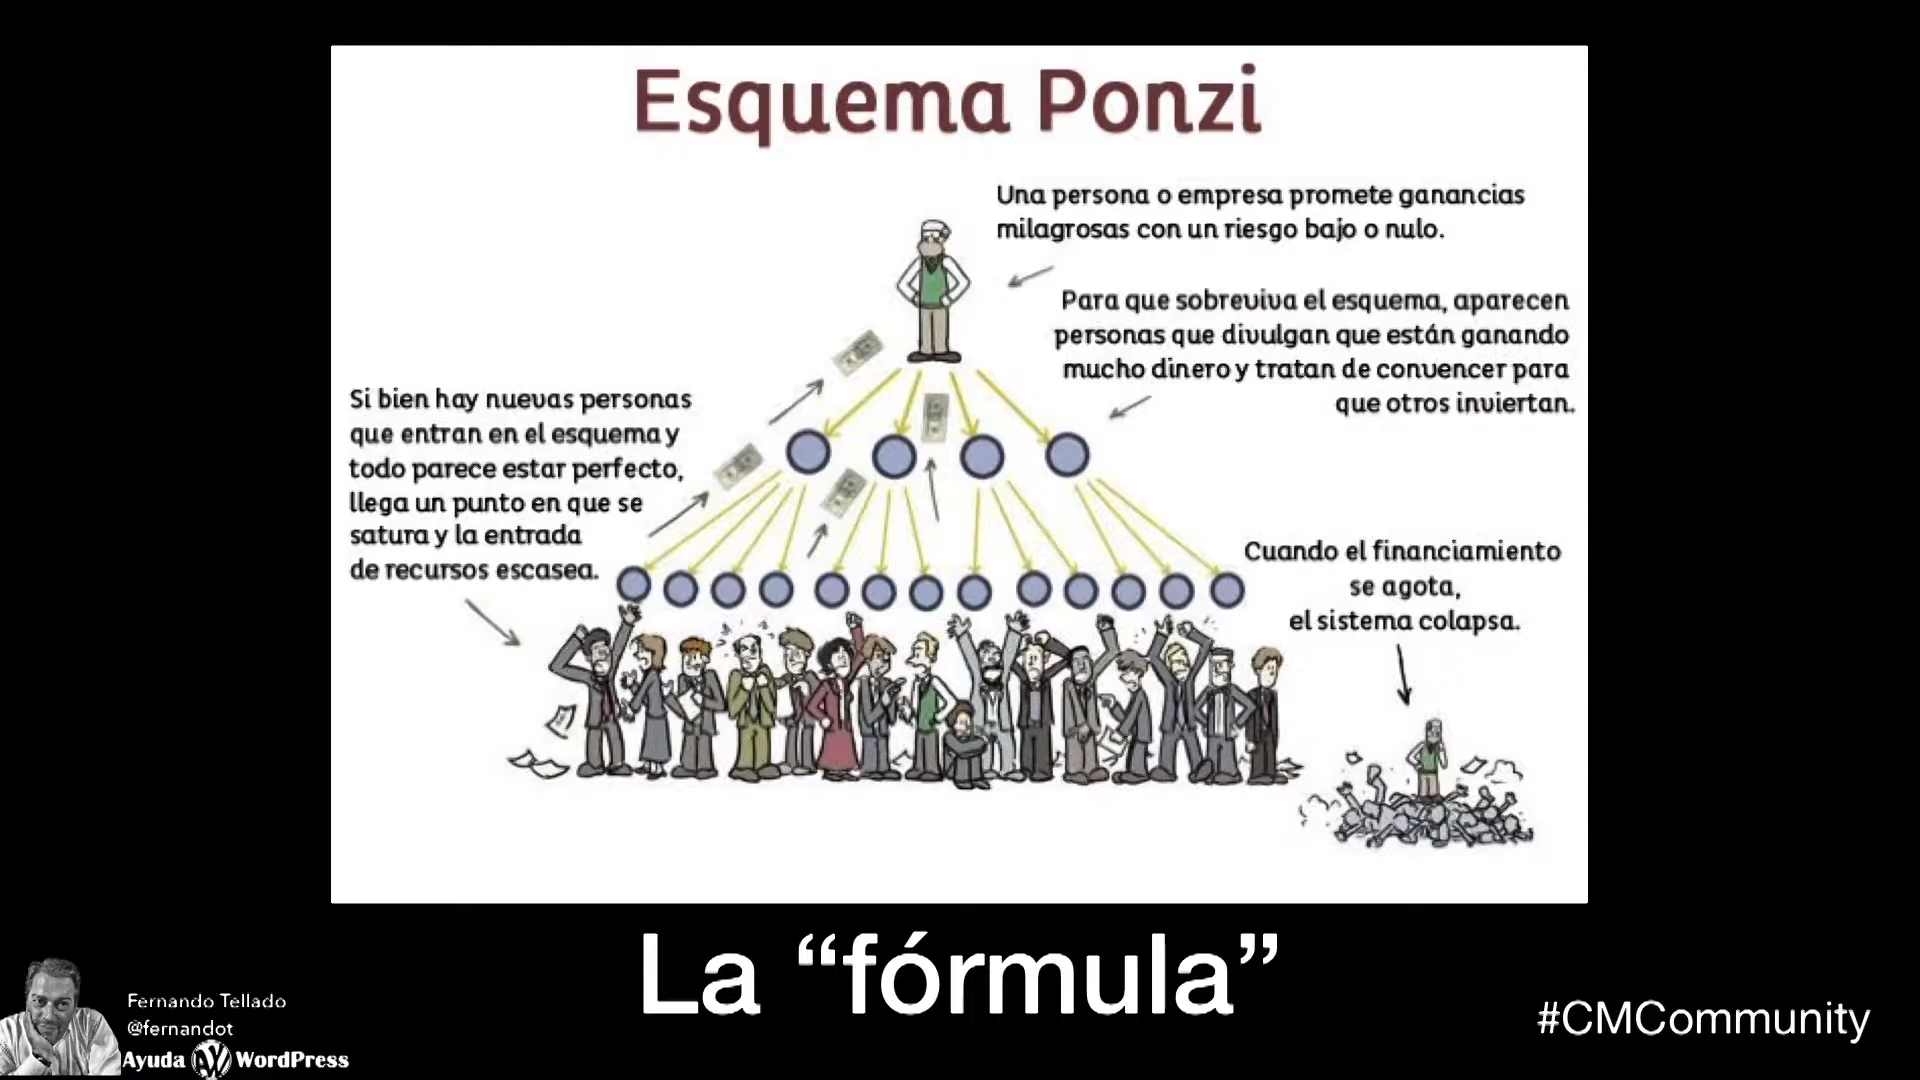 Esquema Ponzi
Una persona o empresa promete ganancias
milagrosas con un riesgo bajo o nulo.
Para que sobreviva el esquema, aparecen
personas que divulgan que están ganando
mucho dinero y tratan de convencer para
que otros inviertan.
Si bien hay nuevas personas
que entran en el esquema y
todo parece estar perfecto,
llega un punto en que se
satura y la entrada
de recursos escasea.
Cuando el financiamiento
se agota,
el sistema colapsa.
La “fórmula”
Fernando Tellado
@fernandot
Ayuda WordPress
#CMCommunity